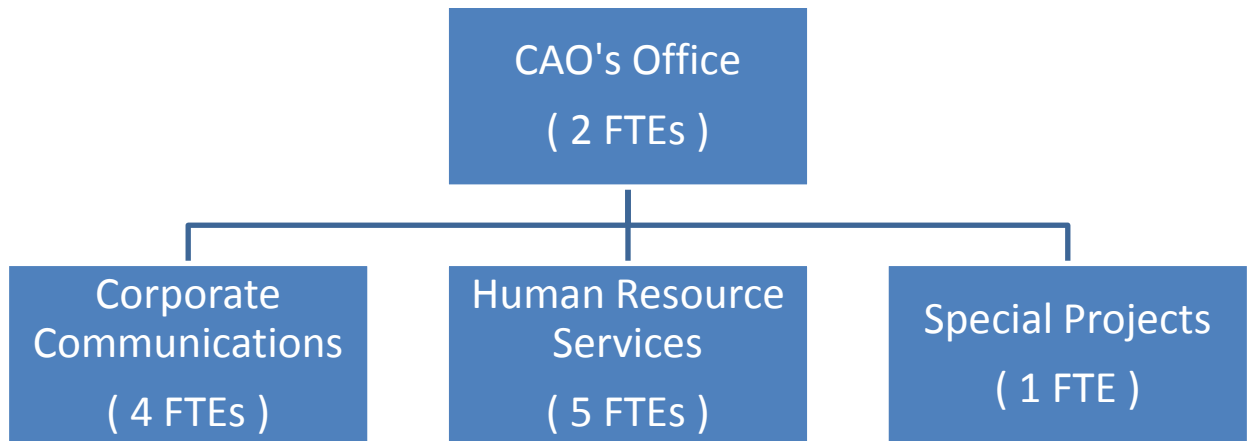 CAO's Office
( 2 FTEs )
Corporate
Communications
( 4 FTEs )
Human Resource
Services
( 5 FTEs )
Special Projects
( 1 FTE )